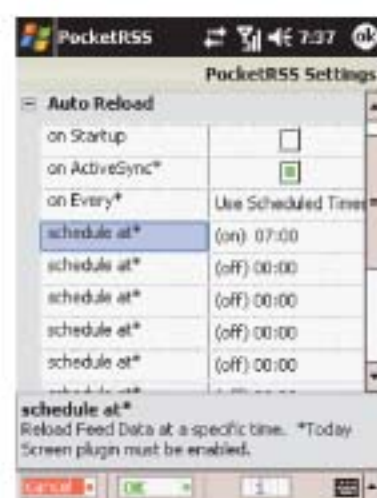 PocketRSS 7:37 ok
PocketRSS Settings
Auto Reload
on Startup
on ActiveSync*
on Every* Use Scheduled Times
schedule at* (on) 07:00
schedule at* (off) 00:00
schedule at* (off) 00:00
schedule at* (off) 00:00
schedule at* (off) 00:00
schedule at*
Reload Feed Data at a specific time. *Today
Screen plugin must be enabled.
Cancel OK 1